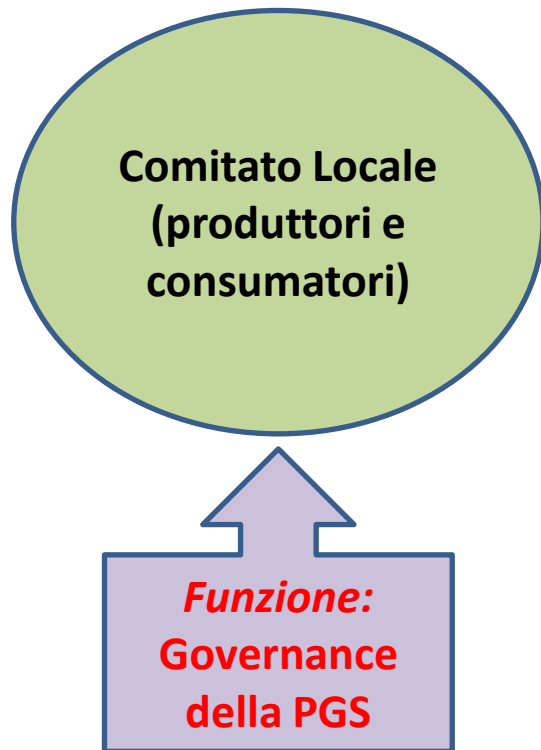 Comitato Locale
(produttori e
consumatori)
Funzione:
Governance
della PGS